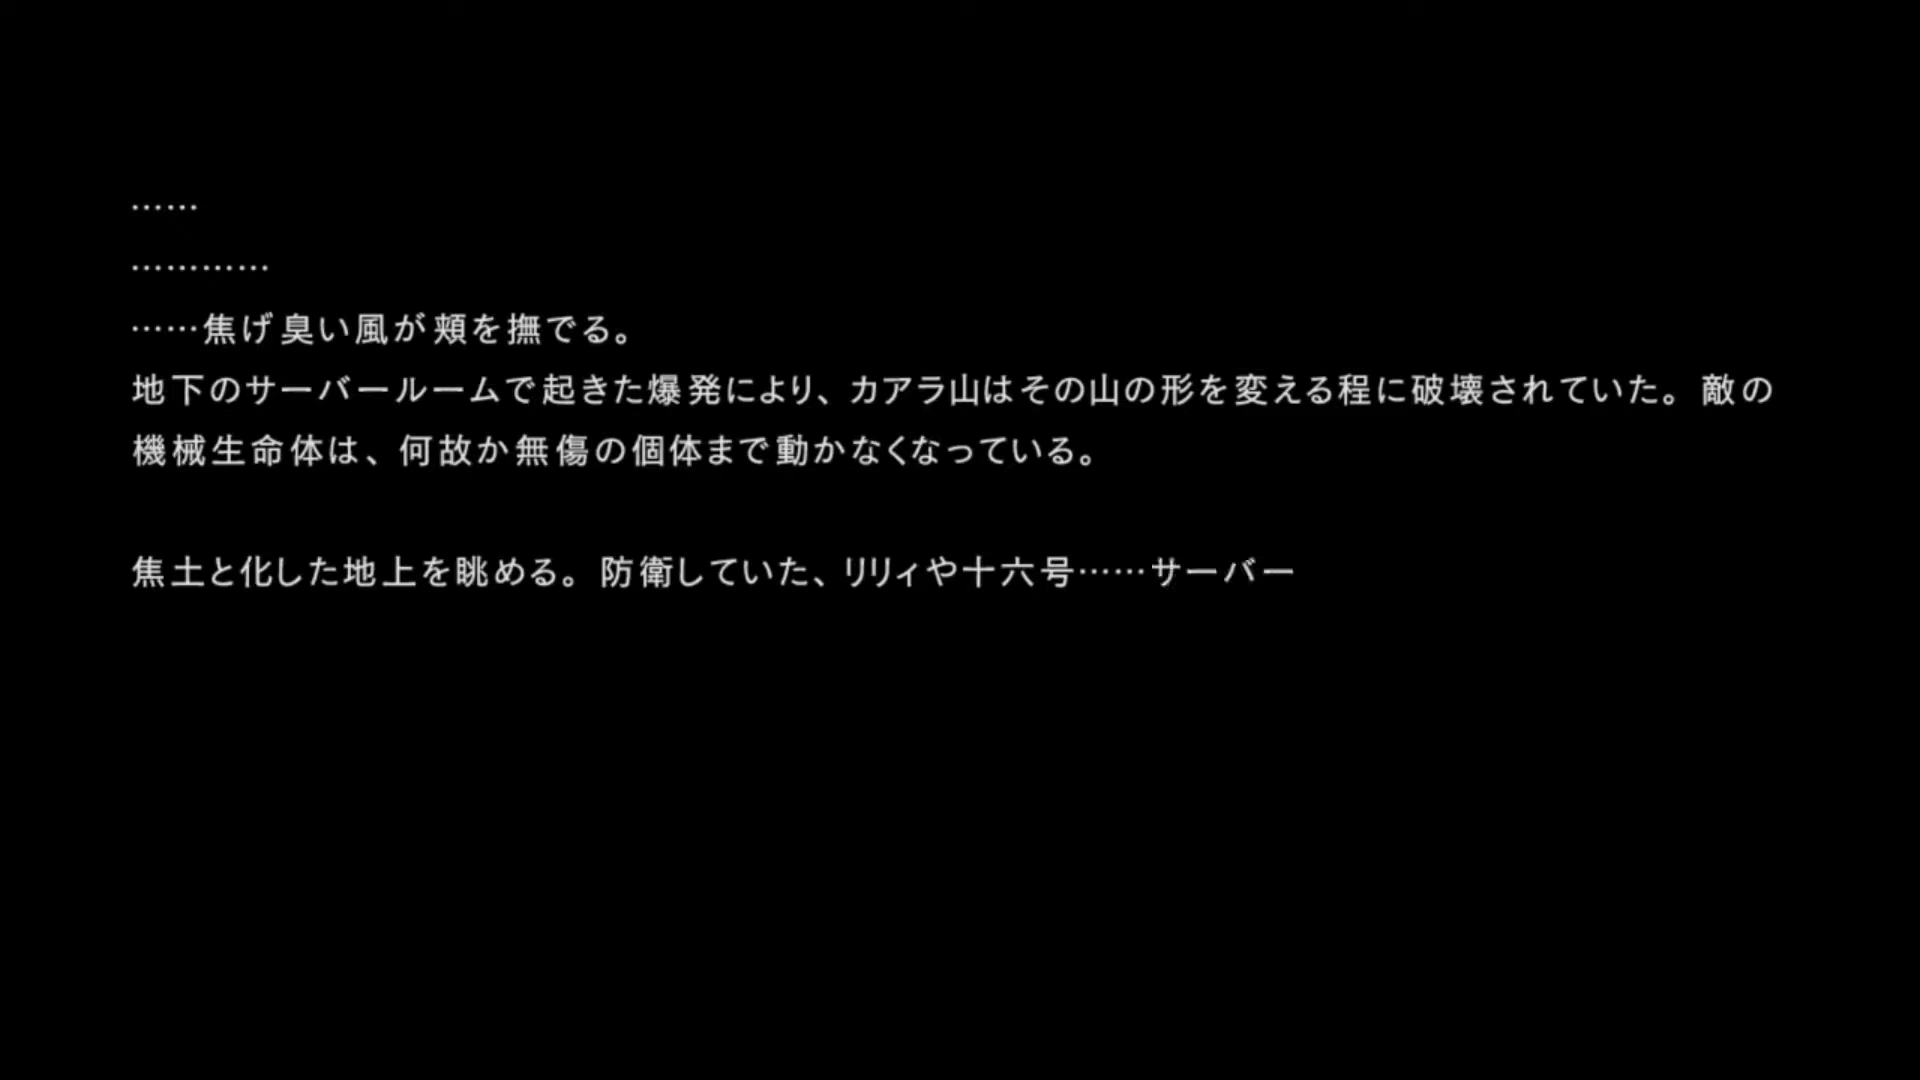 ……
…………
……焦げ臭い風が頬を撫でる。
地下のサーバールームで起きた爆発により、カアラ山はその山の形を変える程に破壊されていた。敵の
機械生命体は、何故か無傷の個体まで動かなくなっている。
焦土と化した地上を眺める。防衛していた、リリィや十六号……サーバー